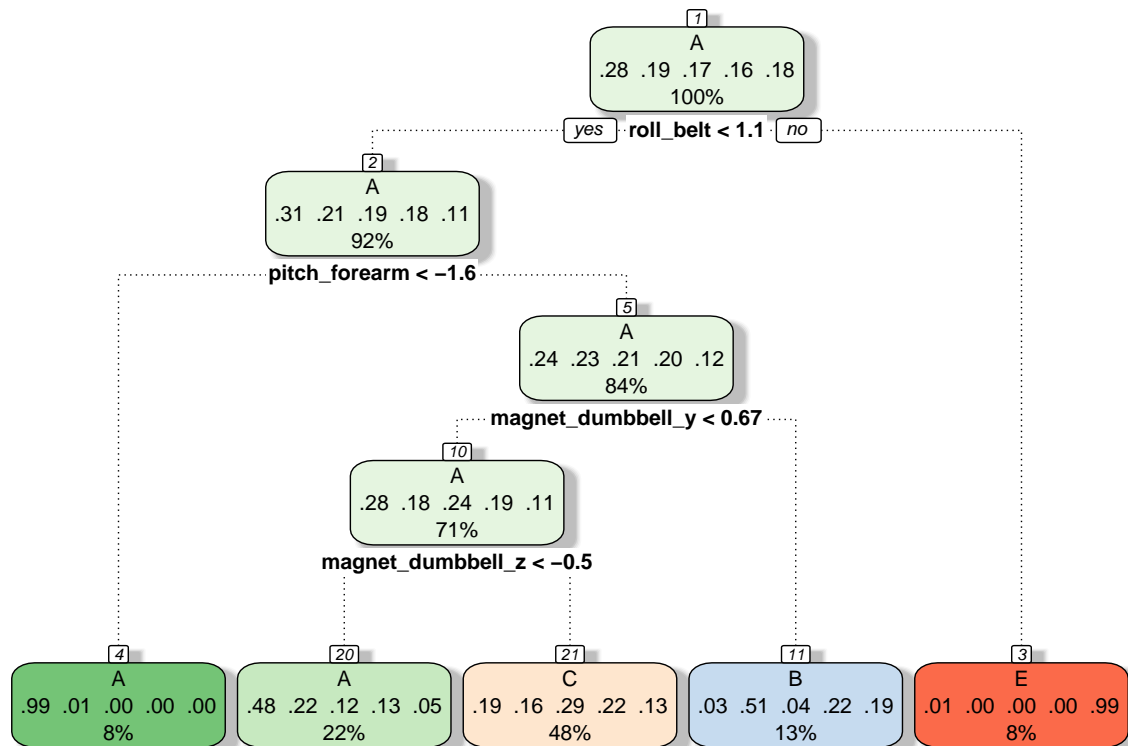 1
A
.28 .19 .17 .16 .18
100%
yes roll_belt < 1.1 no
2
A
.31 .21 .19 .18 .11
92%
pitch_forearm < −1.6
5
A
.24 .23 .21 .20 .12
84%
magnet_dumbbell_y < 0.67
10
A
.28 .18 .24 .19 .11
71%
magnet_dumbbell_z < −0.5
4
A
.99 .01 .00 .00 .00
8%
20
A
.48 .22 .12 .13 .05
22%
21
C
.19 .16 .29 .22 .13
48%
11
B
.03 .51 .04 .22 .19
13%
3
E
.01 .00 .00 .00 .99
8%